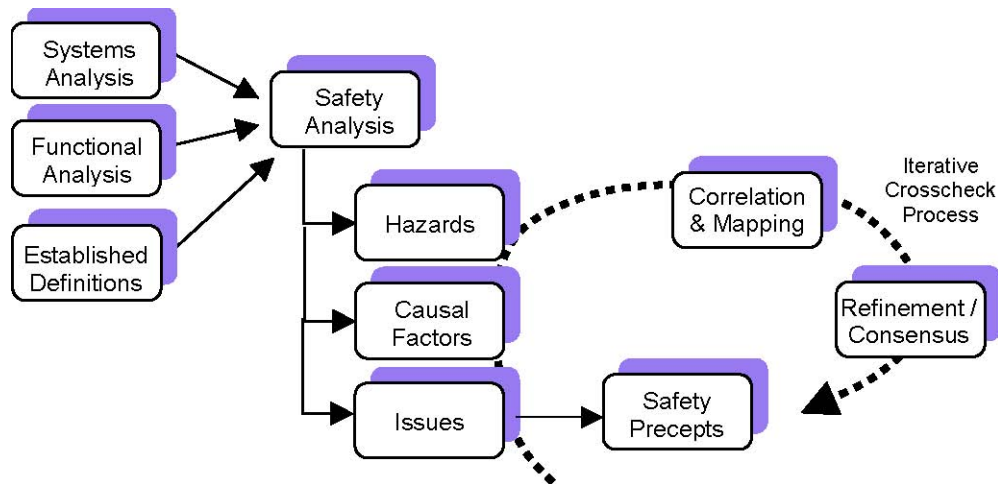 Systems
Analysis
Functional
Analysis
Established
Definitions
Safety
Analysis
Hazards
Causal
Factors
Issues
Safety
Precepts
Correlation
& Mapping
Iterative
Crosscheck
Process
Refinement /
Consensus